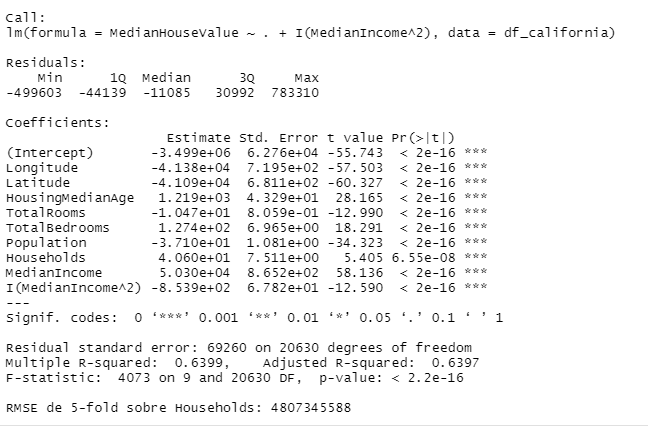 Call:
lm(formula = MedianHouseValue ~ . + I(MedianIncome^2), data = df_california)

Residuals:
    Min      1Q  Median      3Q     Max
-499603  -44139  -11085   30992  783310

Coefficients:
                    Estimate Std. Error t value Pr(>|t|)
(Intercept)       -3.499e+06  6.276e+04 -55.743  < 2e-16 ***
Longitude         -4.138e+04  7.195e+02 -57.503  < 2e-16 ***
Latitude          -4.109e+04  6.811e+02 -60.327  < 2e-16 ***
HousingMedianAge   1.219e+03  4.329e+01  28.165  < 2e-16 ***
TotalRooms        -1.047e+01  8.059e-01 -12.990  < 2e-16 ***
TotalBedrooms      1.274e+02  6.965e+00  18.291  < 2e-16 ***
Population        -3.710e+01  1.081e+00 -34.323  < 2e-16 ***
Households         4.060e+01  7.511e+00   5.405 6.55e-08 ***
MedianIncome       5.030e+04  8.652e+02  58.136  < 2e-16 ***
I(MedianIncome^2) -8.539e+02  6.782e+01 -12.590  < 2e-16 ***
---
Signif. codes:  0 ‘***’ 0.001 ‘**’ 0.01 ‘*’ 0.05 ‘.’ 0.1 ‘ ’ 1

Residual standard error: 69260 on 20630 degrees of freedom
Multiple R-squared:  0.6399,    Adjusted R-squared:  0.6397
F-statistic:  4073 on 9 and 20630 DF,  p-value: < 2.2e-16

RMSE de 5-fold sobre Households: 4807345588